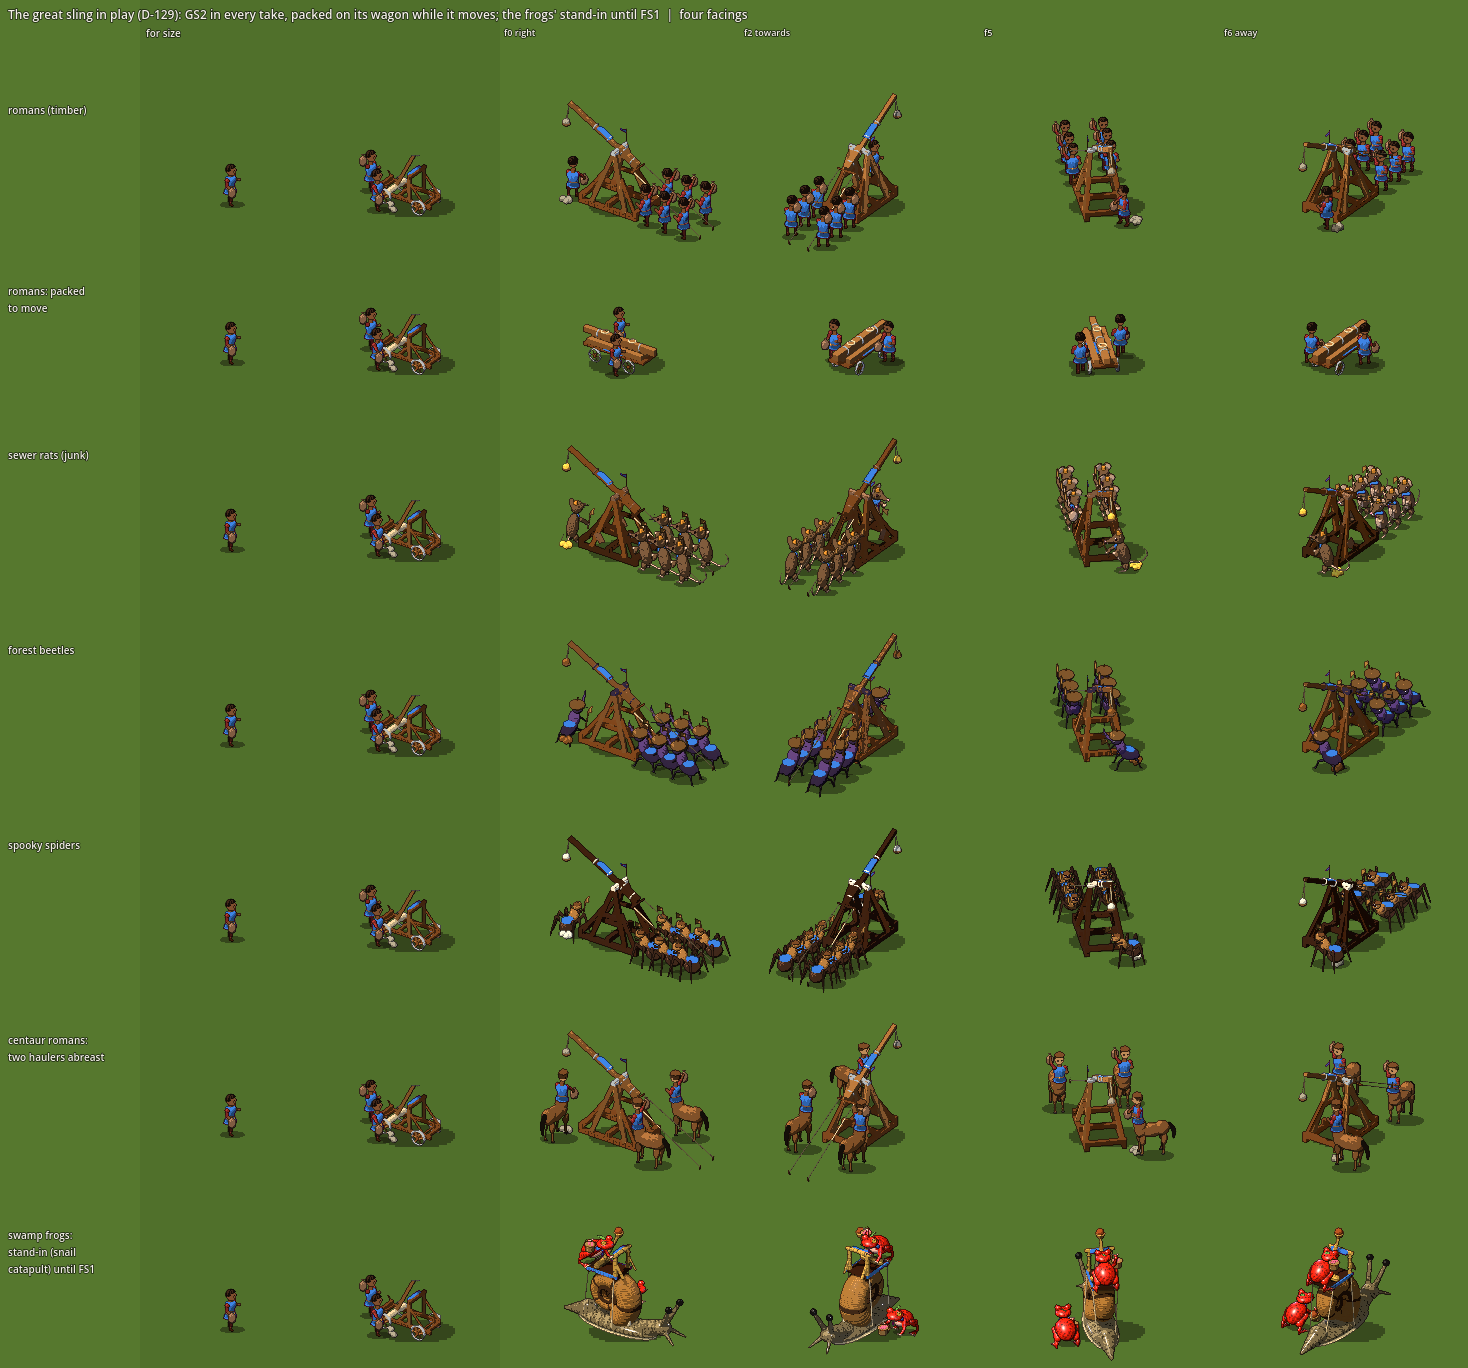 The great sling in play (D-129): GS2 in every take, packed on its wagon while it moves; the frogs' stand-in until FS1 | four facings
for size
f0 right
f2 towards
f5
f6 away
romans (timber)
romans: packed
to move
sewer rats (junk)
forest beetles
spooky spiders
centaur romans:
two haulers abreast
swamp frogs:
stand-in (snail
catapult) until FS1